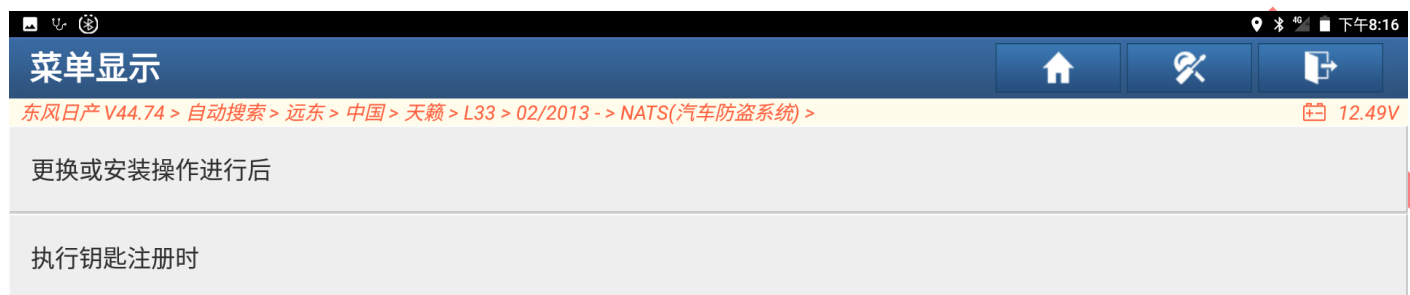 4G 下午8:16
菜单显示
东风日产 V44.74 > 自动搜索 > 远东 > 中国 > 天籁 > L33 > 02/2013 - > NATS(汽车防盗系统) > 12.49V
更换或安装操作进行后
执行钥匙注册时